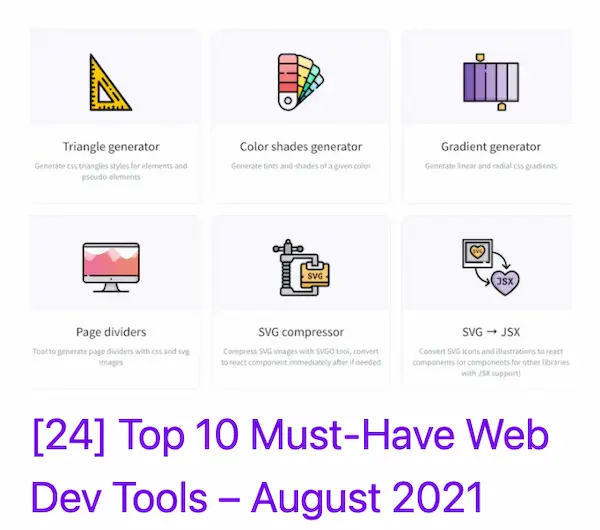 Triangle generator
Generate css triangles styles for elements and
pseudo-elements
Color shades generator
Generate tints and shades of a given color
Gradient generator
Generate linear and radial css gradients
Page dividers
Tool to generate page dividers with css and svg
images
SVG
SVG compressor
Compress SVG images with SVGO tool, convert
to react component immediately after if needed
SVG
JSX
SVG → JSX
Convert SVG icons and illustrations to react
components (or components for other libraries
with JSX support)
[24] Top 10 Must-Have Web
Dev Tools – August 2021